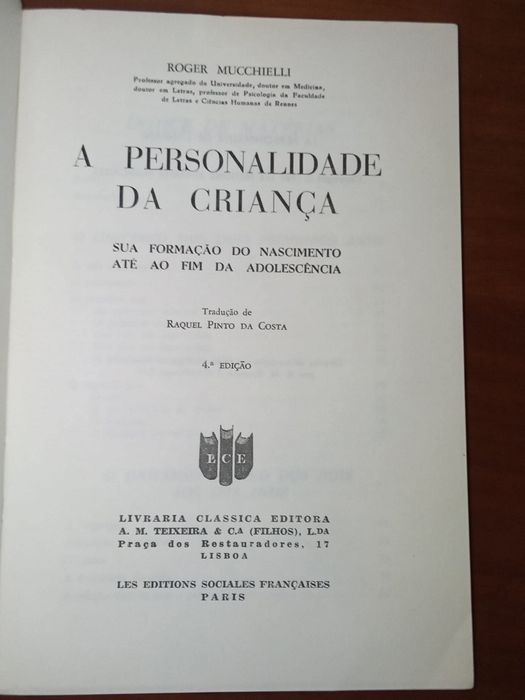 ROGER MUCCHIELLI
Professor agregado da Universidade, doutor em Medicina,
doutor em Letras, professor de Psicologia da Faculdade
de Letras e Ciências Humanas de Rennes
A PERSONALIDADE
DA CRIANÇA
SUA FORMAÇÃO DO NASCIMENTO
ATÉ AO FIM DA ADOLESCÊNCIA
Tradução de
RAQUEL PINTO DA COSTA
4.ª EDIÇÃO
LCE
LIVRARIA CLASSICA EDITORA
A. M. TEIXEIRA & C.A (FILHOS), L.DA
Praça dos Restauradores, 17
LISBOA
LES EDITIONS SOCIALES FRANÇAISES
PARIS